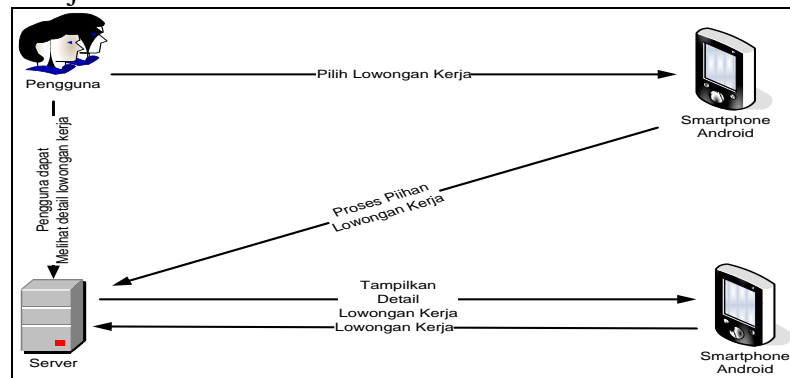 Pengguna
Pilih Lowongan Kerja
Smartphone
Android
Pengguna dapat
Melihat detail lowongan kerja
Proses Piihan
Lowongan Kerja
Tampilkan
Detail
Lowongan Kerja
Lowongan Kerja
Server
Smartphone
Android